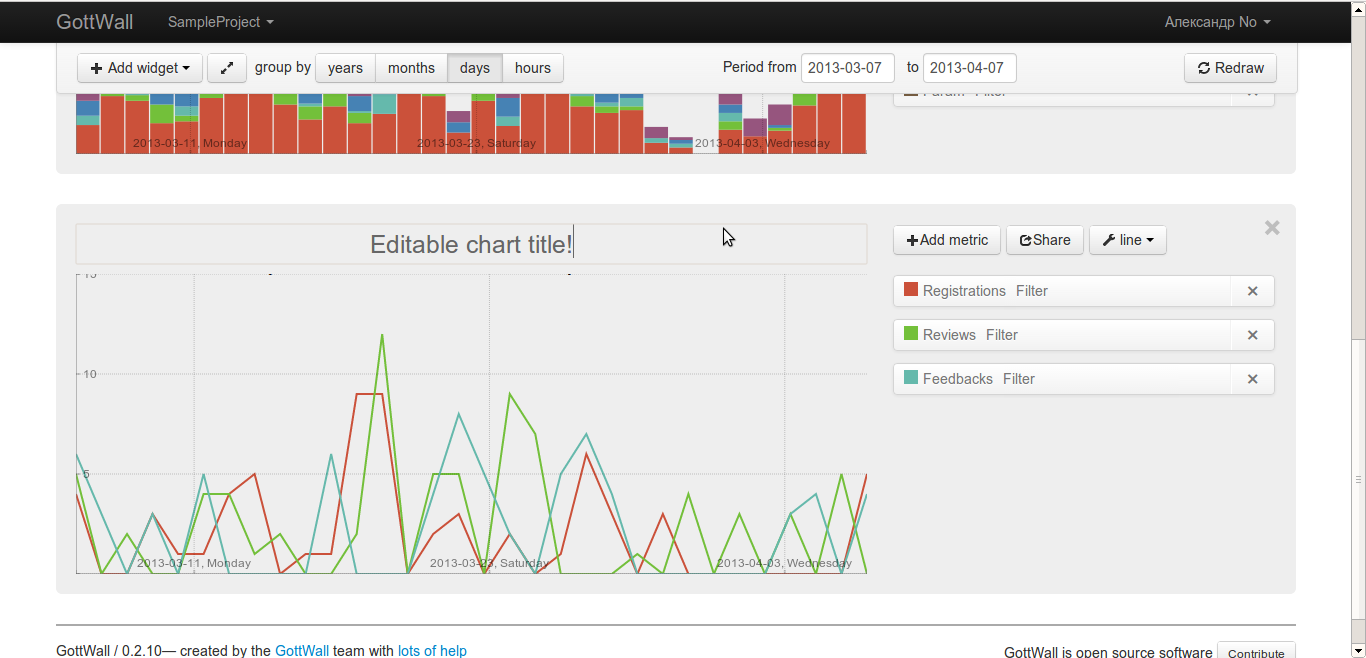 GottWall SampleProject Александр No
Add widget group by years months days hours Period from 2013-03-07 to 2013-04-07 Redraw
Param Filter
2013-03-11, Monday 2013-03-23, Saturday 2013-04-03, Wednesday
Editable chart title!
Add metric Share line
15
Registrations Filter
Reviews Filter
10
Feedbacks Filter
5
2013-03-11, Monday 2013-03-23, Saturday 2013-04-03, Wednesday
GottWall / 0.2.10— created by the GottWall team with lots of help
GottWall is open source software Contribute